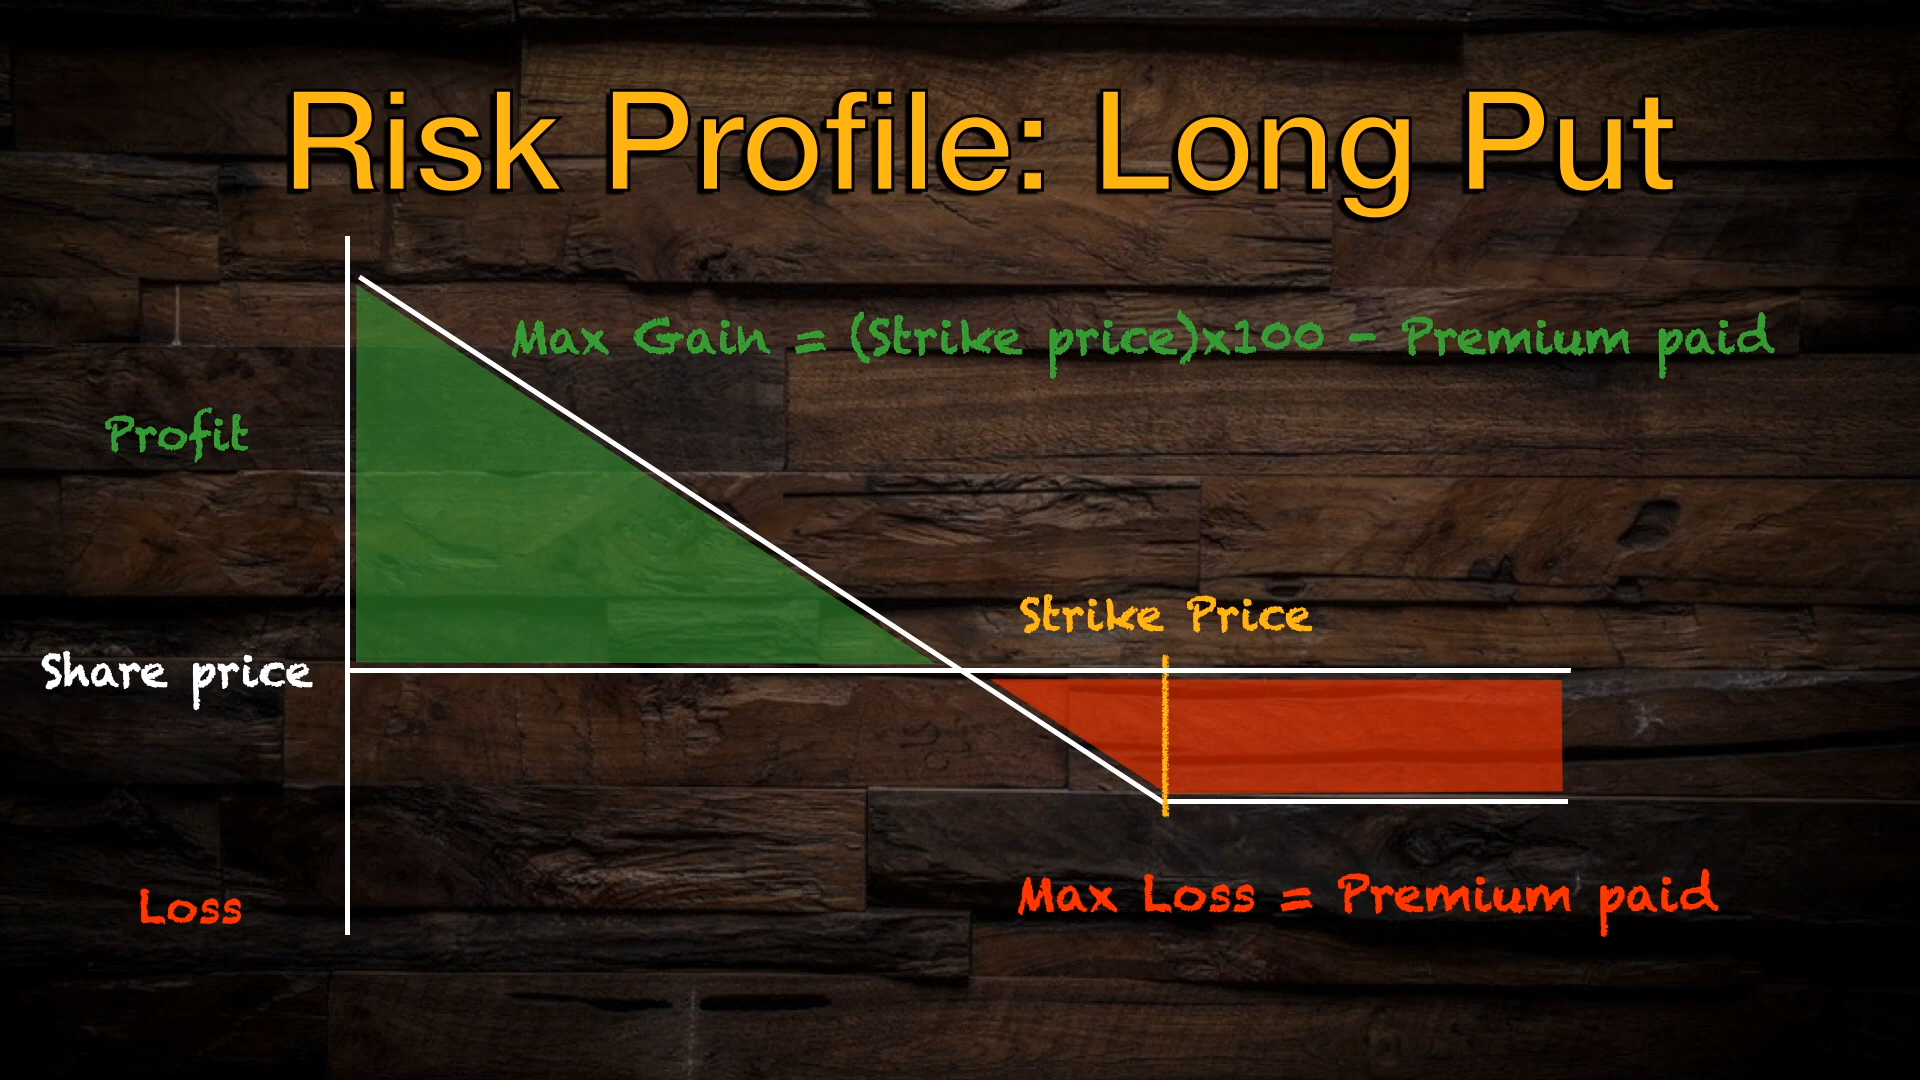 Risk Profile: Long Put
Max Gain = (Strike price)x100 - Premium paid
Profit
Strike Price
Share price
Max Loss = Premium paid
Loss